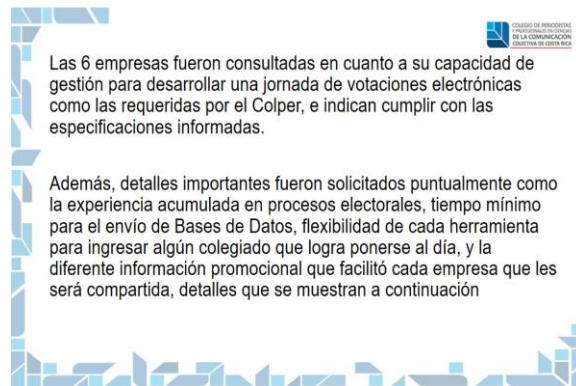 COLEGIO DE PERIODISTAS
Y PROFESIONALES EN CIENCIAS
DE LA COMUNICACIÓN
COLECTIVA DE COSTA RICA
Las 6 empresas fueron consultadas en cuanto a su capacidad de
gestión para desarrollar una jornada de votaciones electrónicas
como las requeridas por el Colper, e indican cumplir con las
especificaciones informadas.
Además, detalles importantes fueron solicitados puntualmente como
la experiencia acumulada en procesos electorales, tiempo mínimo
para el envío de Bases de Datos, flexibilidad de cada herramienta
para ingresar algún colegiado que logra ponerse al día, y la
diferente información promocional que facilitó cada empresa que les
será compartida, detalles que se muestran a continuación